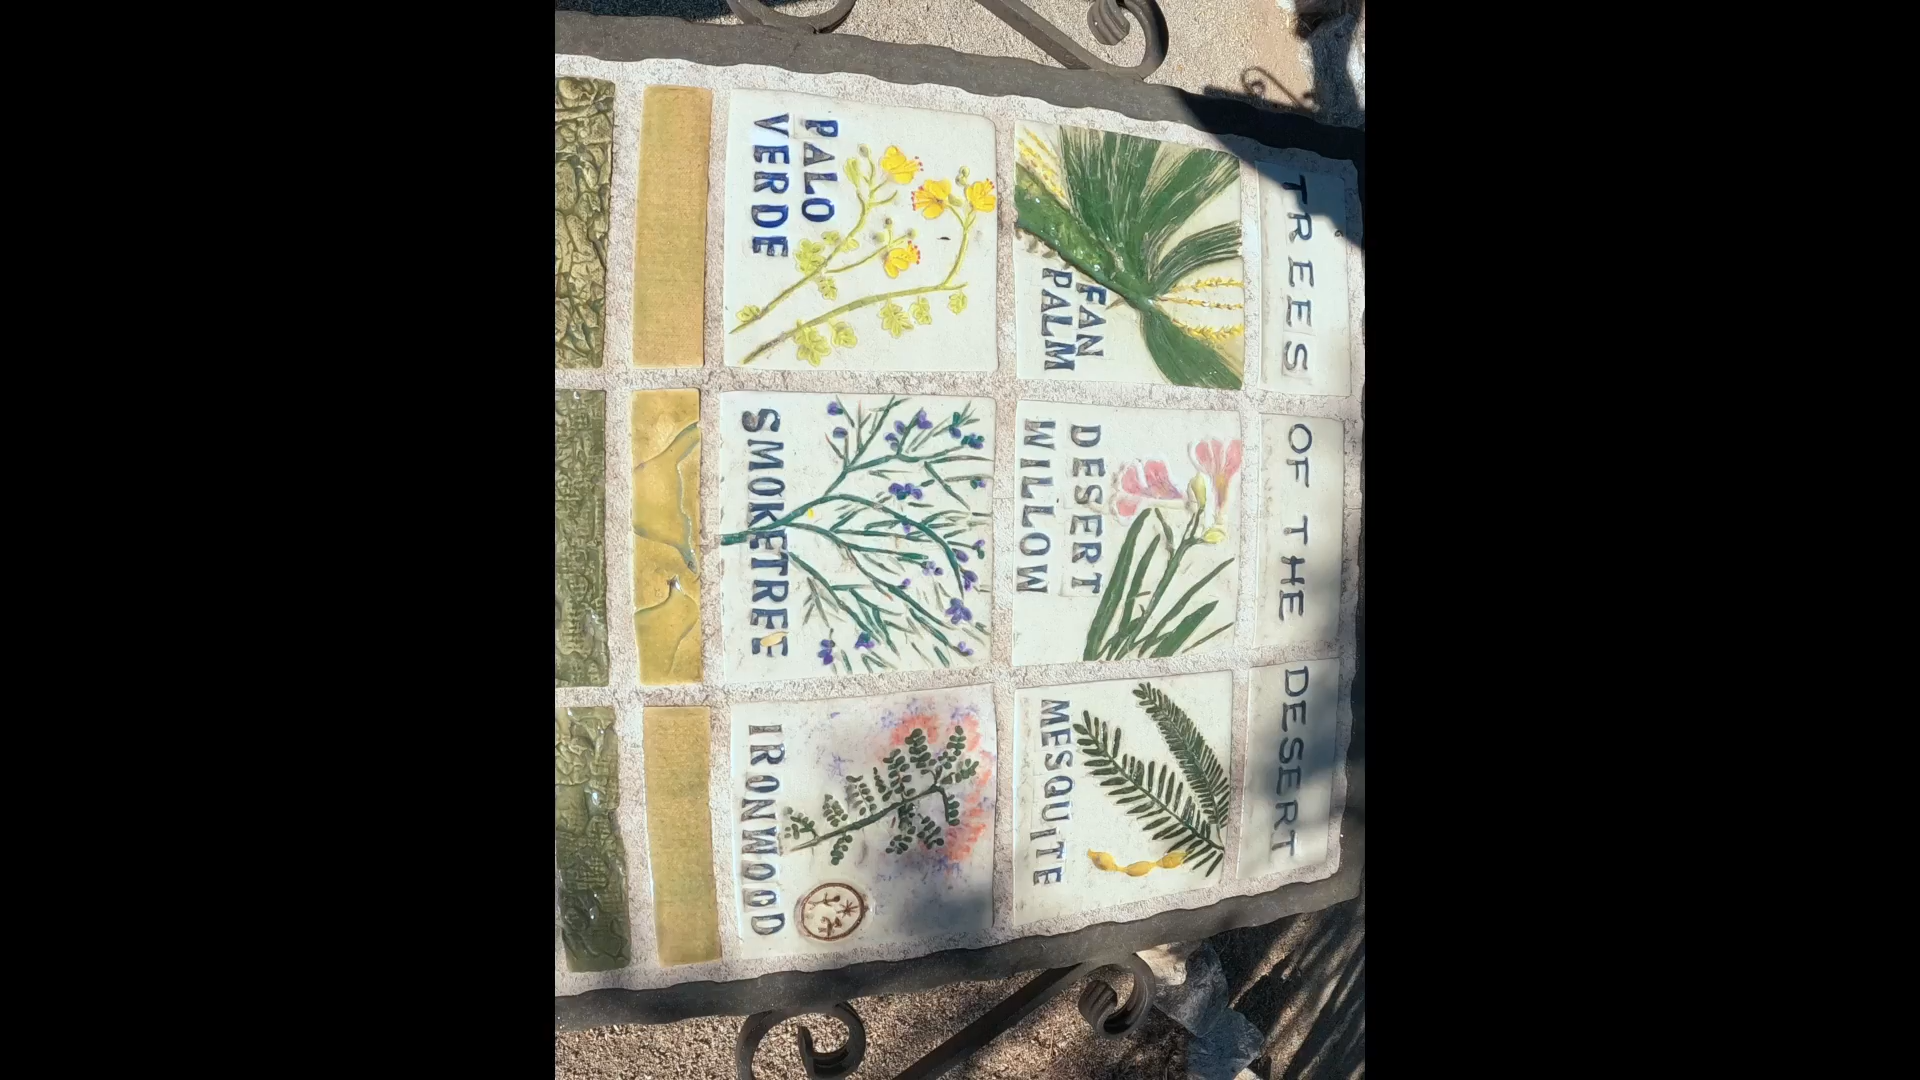 TREES OF THE DESERT
FAN
PALM
DESERT
WILLOW
MESQUITE
PALO
VERDE
SMOKETREE
IRONWOOD